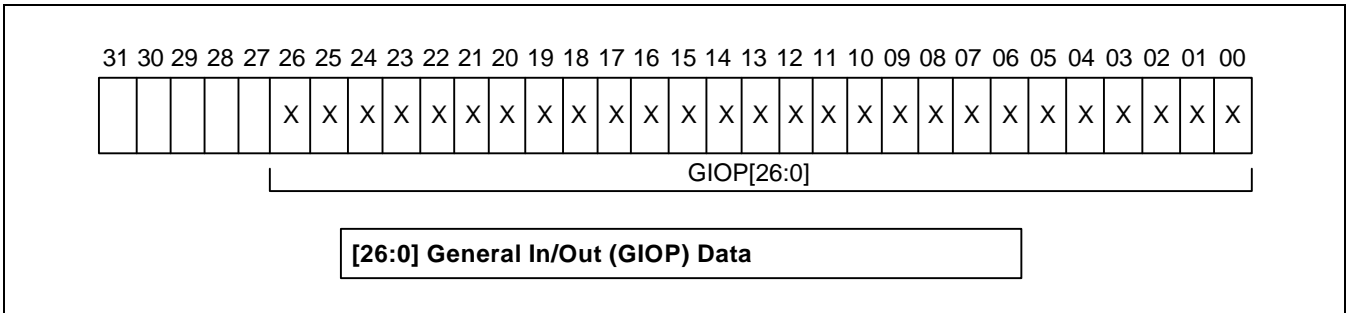 31 30 29 28 27 26 25 24 23 22 21 20 19 18 17 16 15 14 13 12 11 10 09 08 07 06 05 04 03 02 01 00
X X X X X X X X X X X X X X X X X X X X X X X X X X X
GIOP[26:0]
[26:0] General In/Out (GIOP) Data